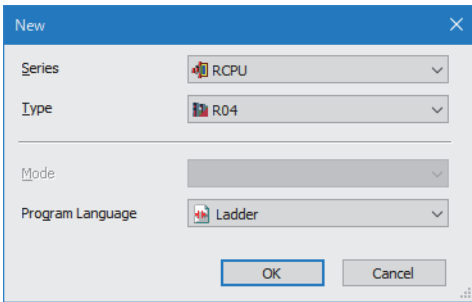 New
Series RCPU
Type R04
Mode
Program Language Ladder
OK Cancel